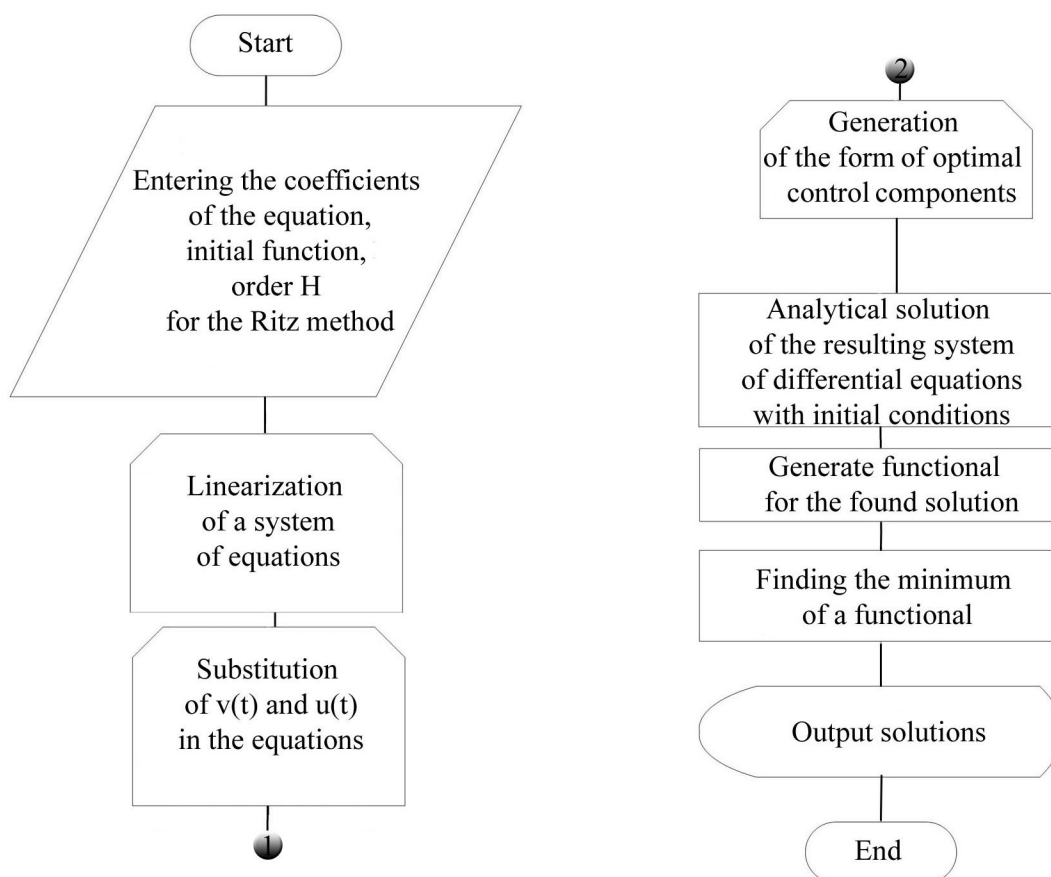 Start
Entering the coefficients
of the equation,
initial function,
order H
for the Ritz method
Linearization
of a system
of equations
Substitution
of v(t) and u(t)
in the equations
1
2
Generation
of the form of optimal
control components
Analytical solution
of the resulting system
of differential equations
with initial conditions
Generate functional
for the found solution
Finding the minimum
of a functional
Output solutions
End